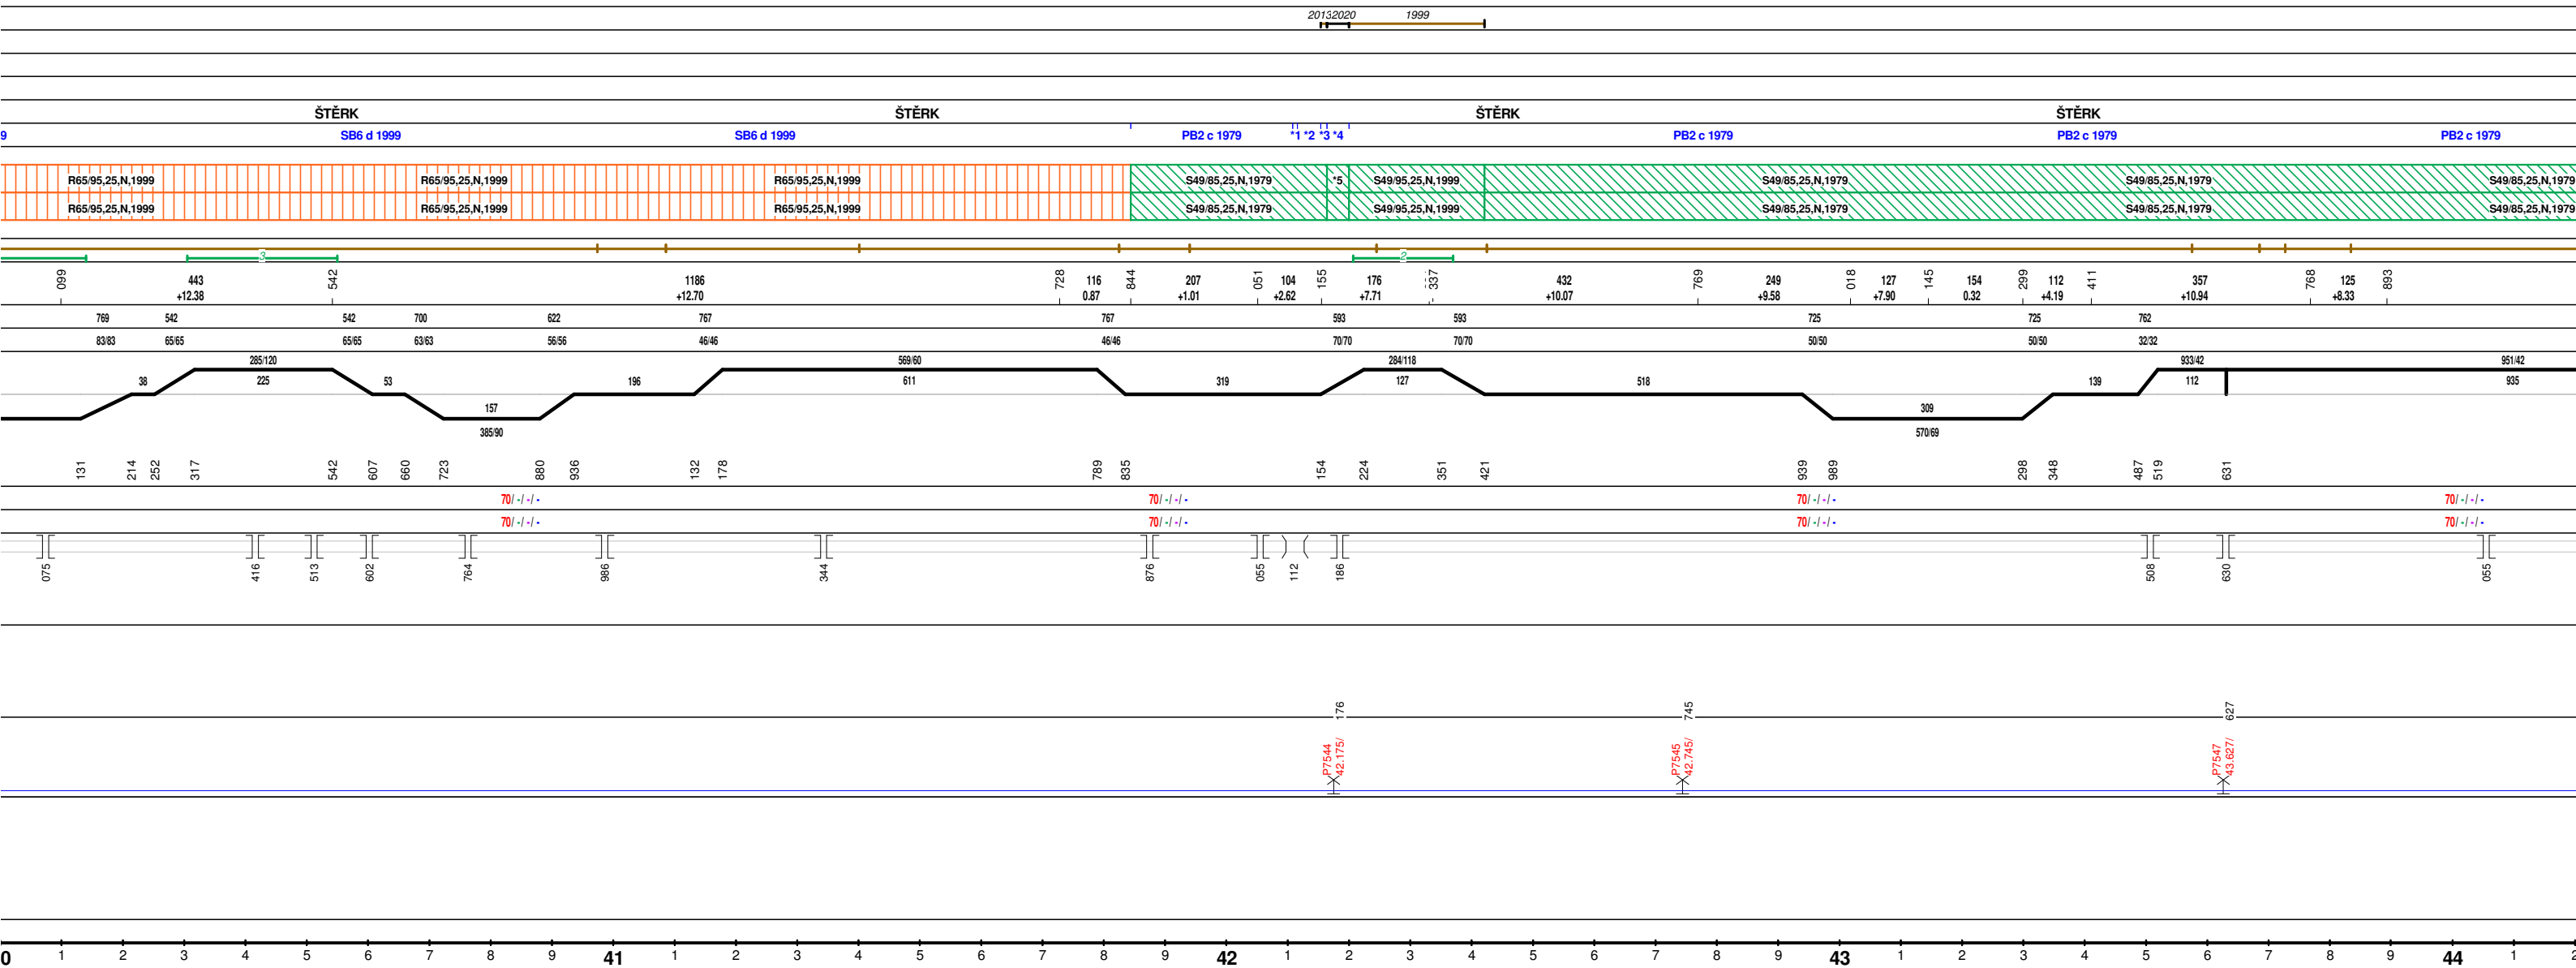 2013 2020 1999
ŠTĚRK ŠTĚRK ŠTĚRK ŠTĚRK
9 SB6 d 1999 SB6 d 1999 PB2 c 1979 *1 *2 *3 *4 PB2 c 1979 PB2 c 1979 PB2 c 1979
R65/95,25,N,1999 R65/95,25,N,1999 R65/95,25,N,1999 S49/85,25,N,1979 *5 S49/95,25,N,1999 S49/85,25,N,1979 S49/85,25,N,1979 S49/85,25,N,1979
R65/95,25,N,1999 R65/95,25,N,1999 R65/95,25,N,1999 S49/85,25,N,1979 S49/95,25,N,1999 S49/85,25,N,1979 S49/85,25,N,1979 S49/85,25,N,1979
3 2
099 443 542 1186 728 116 844 207 051 104 155 176 337 432 769 249 018 127 145 154 299 112 411 357 768 125 893
+12.38 +12.70 0.87 +1.01 +2.62 +7.71 +10.07 +9.58 +7.90 0.32 +4.19 +10.94 +8.33
769 542 542 700 622 767 767 593 593 725 725 762
83/83 65/65 65/65 63/63 56/56 46/46 46/46 70/70 70/70 50/50 50/50 32/32
285/120 569/60 284/118 933/42 951/42
38 225 53 196 611 319 127 518 139 112 935
157 309
385/90 570/69
131 214 252 317 542 607 660 723 880 936 132 178 789 835 154 224 351 421 939 989 298 348 487 519 631
70/ -/ -/ - 70/ -/ -/ - 70/ -/ -/ - 70/ -/ -/ -
70/ -/ -/ - 70/ -/ -/ - 70/ -/ -/ - 70/ -/ -/ -
075 416 513 602 764 986 344 876 055 112 186 508 630 055
176 745 627
P7544 42.175/ P7545 42.745/ P7547 43.627/
0 1 2 3 4 5 6 7 8 9 41 1 2 3 4 5 6 7 8 9 42 1 2 3 4 5 6 7 8 9 43 1 2 3 4 5 6 7 8 9 44 1 2